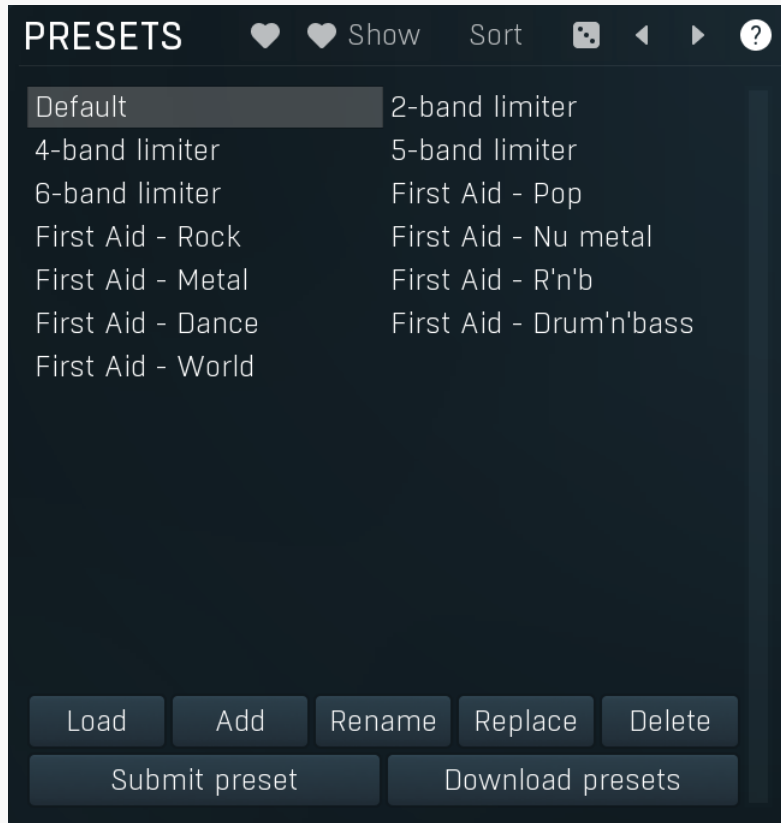 PRESETS Show Sort ?
Default 2-band limiter
4-band limiter 5-band limiter
6-band limiter First Aid - Pop
First Aid - Rock First Aid - Nu metal
First Aid - Metal First Aid - R'n'b
First Aid - Dance First Aid - Drum'n'bass
First Aid - World
Load Add Rename Replace Delete
Submit preset Download presets